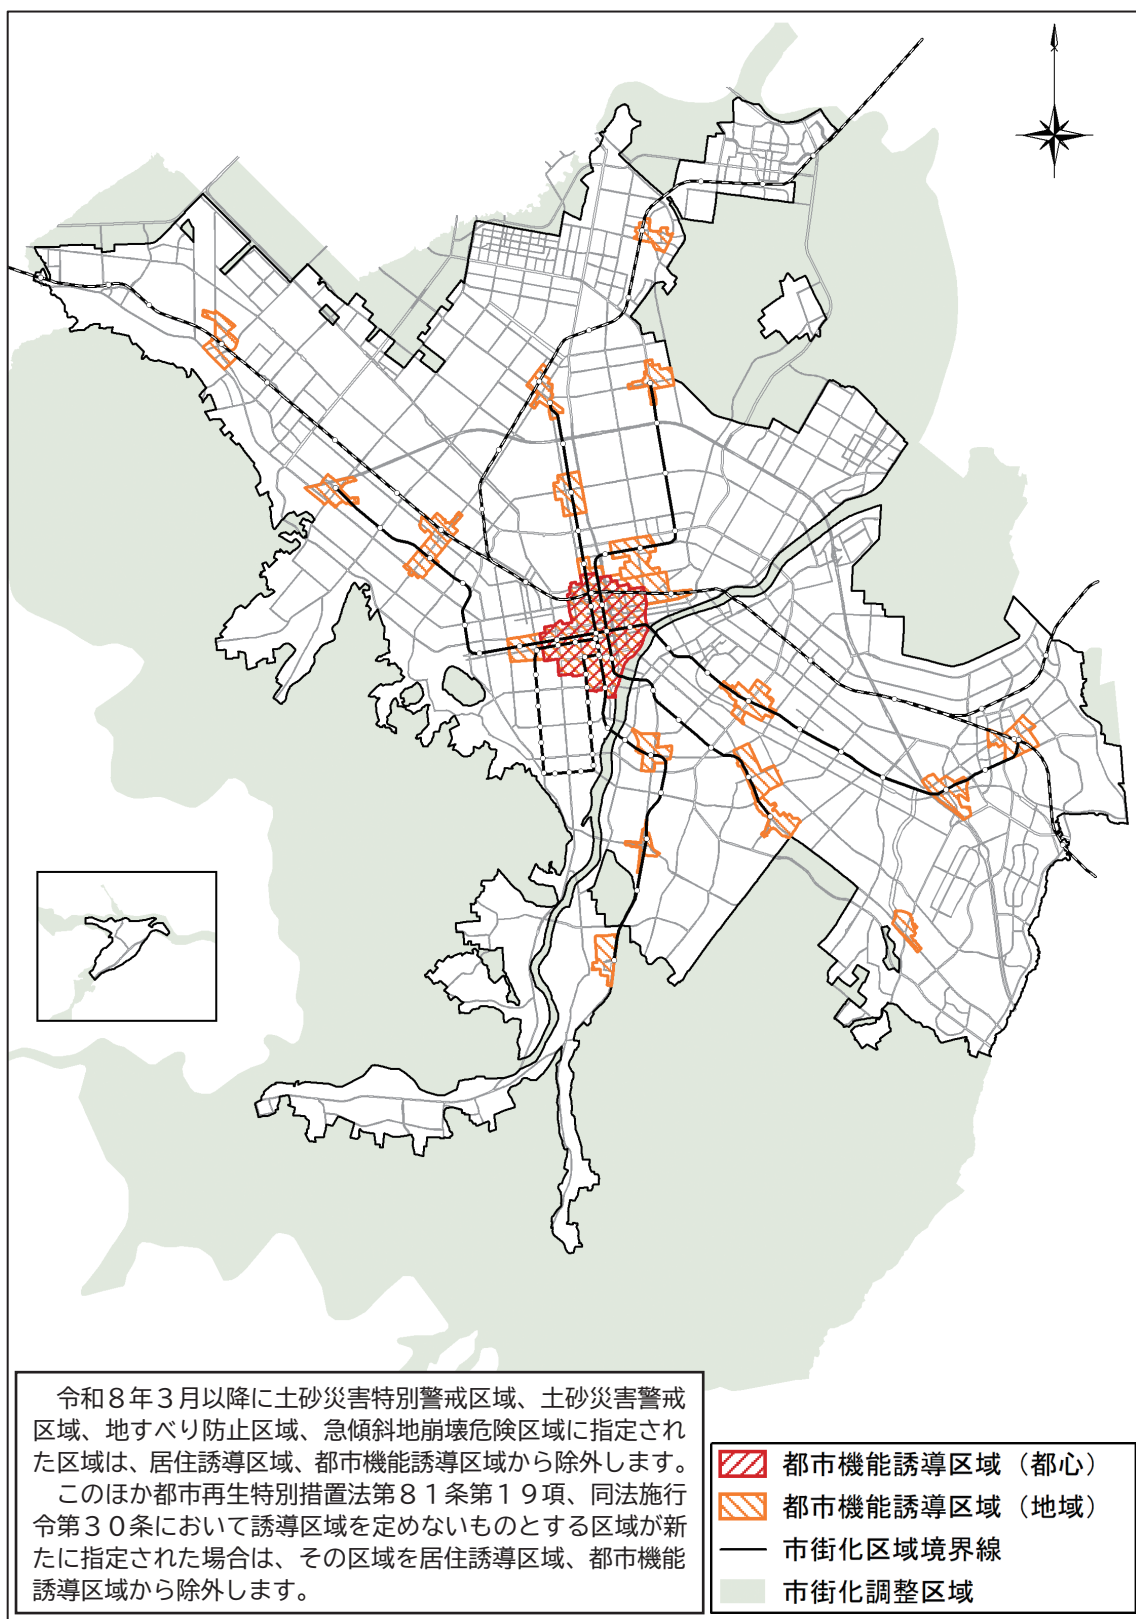 令和８年３月以降に土砂災害特別警戒区域、土砂災害警戒
区域、地すべり防止区域、急傾斜地崩壊危険区域に指定され
た区域は、居住誘導区域、都市機能誘導区域から除外します。
このほか都市再生特別措置法第８１条第１９項、同法施行
令第３０条において誘導区域を定めないものとする区域が新
たに指定された場合は、その区域を居住誘導区域、都市機能
誘導区域から除外します。
都市機能誘導区域（都心）
都市機能誘導区域（地域）
市街化区域境界線
市街化調整区域